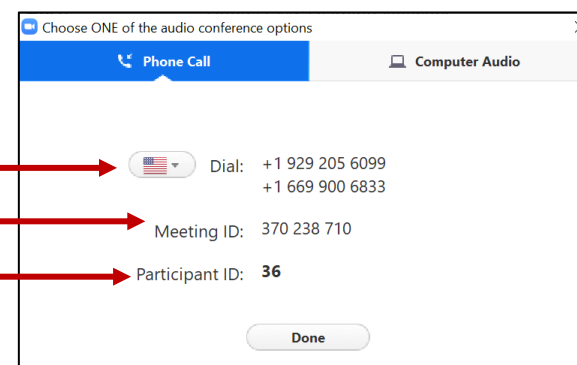 Choose ONE of the audio conference options
Phone Call
Computer Audio
Dial: +1 929 205 6099
+1 669 900 6833
Meeting ID: 370 238 710
Participant ID: 36
Done